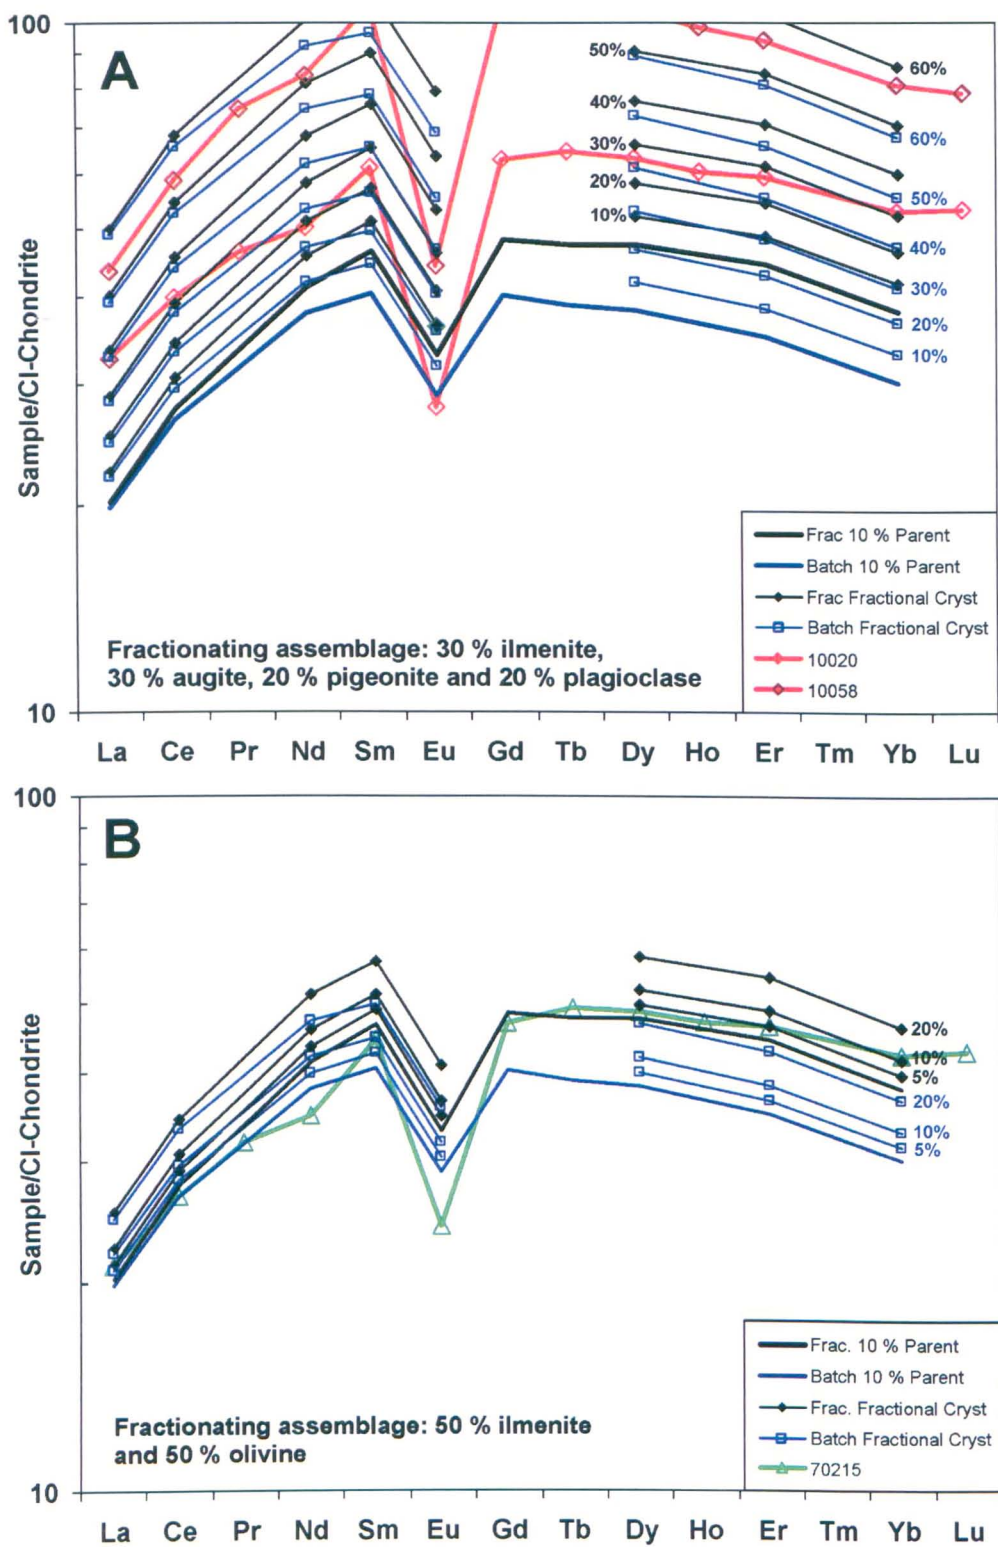 100
A
50%
40%
30%
20%
10%
60%
60%
50%
40%
30%
20%
10%
Sample/CI-Chondrite
Frac 10 % Parent
Batch 10 % Parent
Frac Fractional Cryst
Batch Fractional Cryst
10020
10058
Fractionating assemblage: 30 % ilmenite,
30 % augite, 20 % pigeonite and 20 % plagioclase
10
La Ce Pr Nd Sm Eu Gd Tb Dy Ho Er Tm Yb Lu
100
B
20%
10%
5%
20%
10%
5%
Sample/CI-Chondrite
Frac. 10 % Parent
Batch 10 % Parent
Frac. Fractional Cryst
Batch Fractional Cryst
70215
Fractionating assemblage: 50 % ilmenite
and 50 % olivine
10
La Ce Pr Nd Sm Eu Gd Tb Dy Ho Er Tm Yb Lu